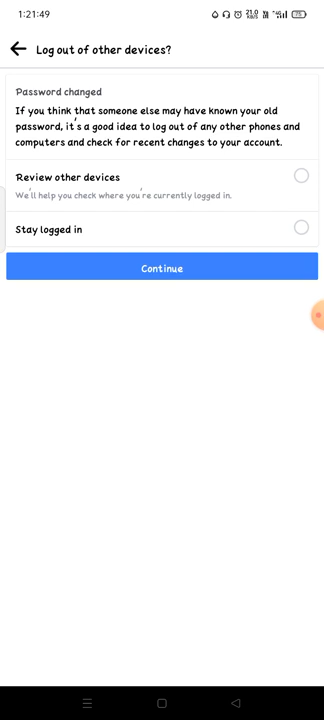 1:21:49
Log out of other devices?
Password changed
If you think that someone else may have known your old
password, it's a good idea to log out of any other phones and
computers and check for recent changes to your account.
Review other devices
We'll help you check where you're currently logged in.
Stay logged in
Continue